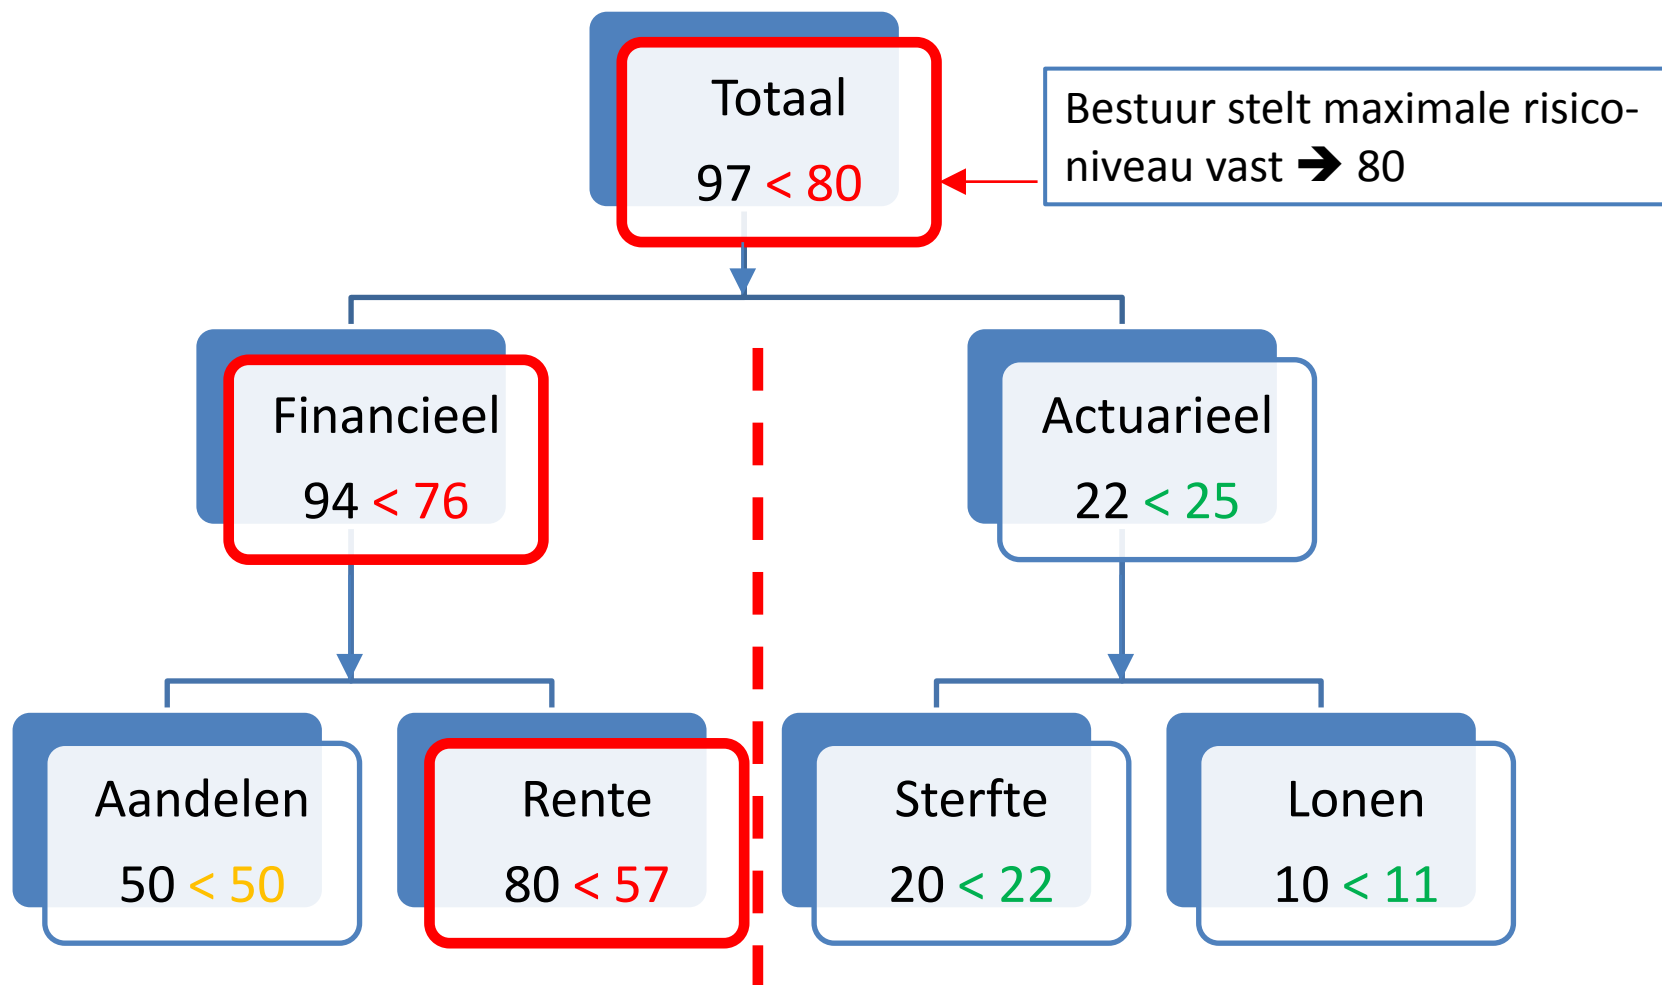 Totaal
97 < 80
Bestuur stelt maximale risico-
niveau vast ➔ 80
Financieel
94 < 76
Actuarieel
22 < 25
Aandelen
50 < 50
Rente
80 < 57
Sterfte
20 < 22
Lonen
10 < 11